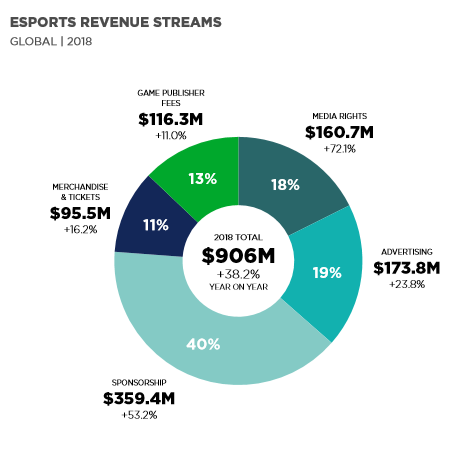 ESPORTS REVENUE STREAMS
GLOBAL | 2018
GAME PUBLISHER
FEES
$116.3M
+11.0%
MEDIA RIGHTS
$160.7M
+72.1%
13%
18%
MERCHANDISE
& TICKETS
$95.5M
+16.2%
11%
2018 TOTAL
$906M
+38.2%
YEAR ON YEAR
19%
ADVERTISING
$173.8M
+23.8%
40%
SPONSORSHIP
$359.4M
+53.2%